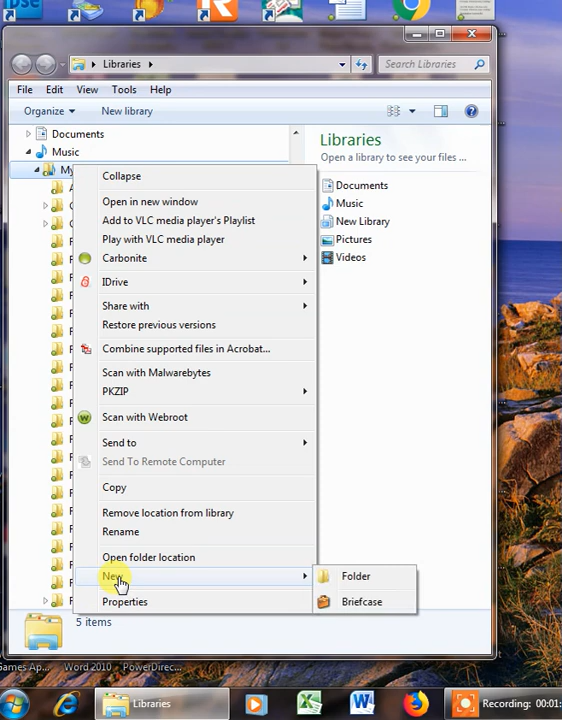 Libraries
Search Libraries
File Edit View Tools Help
Organize New library
Documents
Music
My
Libraries
Open a library to see your files ...
Documents
Music
New Library
Pictures
Videos
Collapse
Open in new window
Add to VLC media player's Playlist
Play with VLC media player
Carbonite
IDrive
Share with
Restore previous versions
Combine supported files in Acrobat...
Scan with Malwarebytes
PKZIP
Scan with Webroot
Send to
Send To Remote Computer
Copy
Remove location from library
Rename
Open folder location
New
Folder
Properties
Briefcase
5 items
Games Ap... Word 2010 PowerDirec...
Libraries
Recording: 00:01